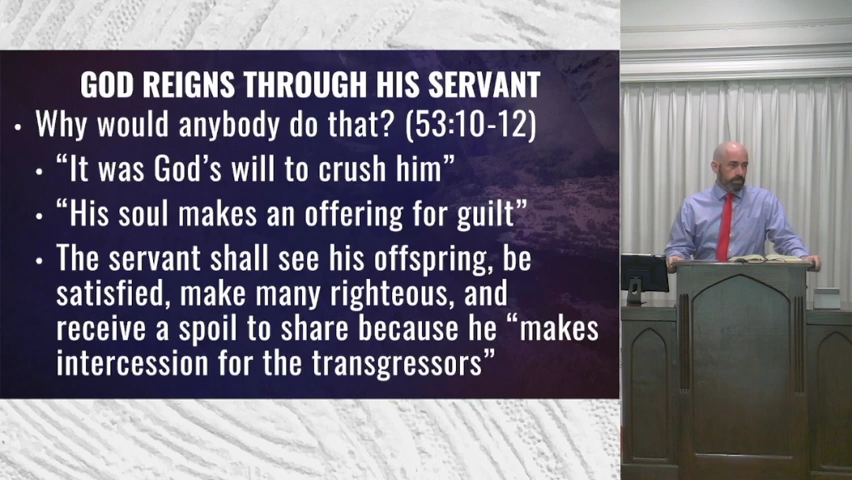 GOD REIGNS THROUGH HIS SERVANT
• Why would anybody do that? (53:10-12)
• “It was God’s will to crush him”
• “His soul makes an offering for guilt”
• The servant shall see his offspring, be
satisfied, make many righteous, and
receive a spoil to share because he “makes
intercession for the transgressors”